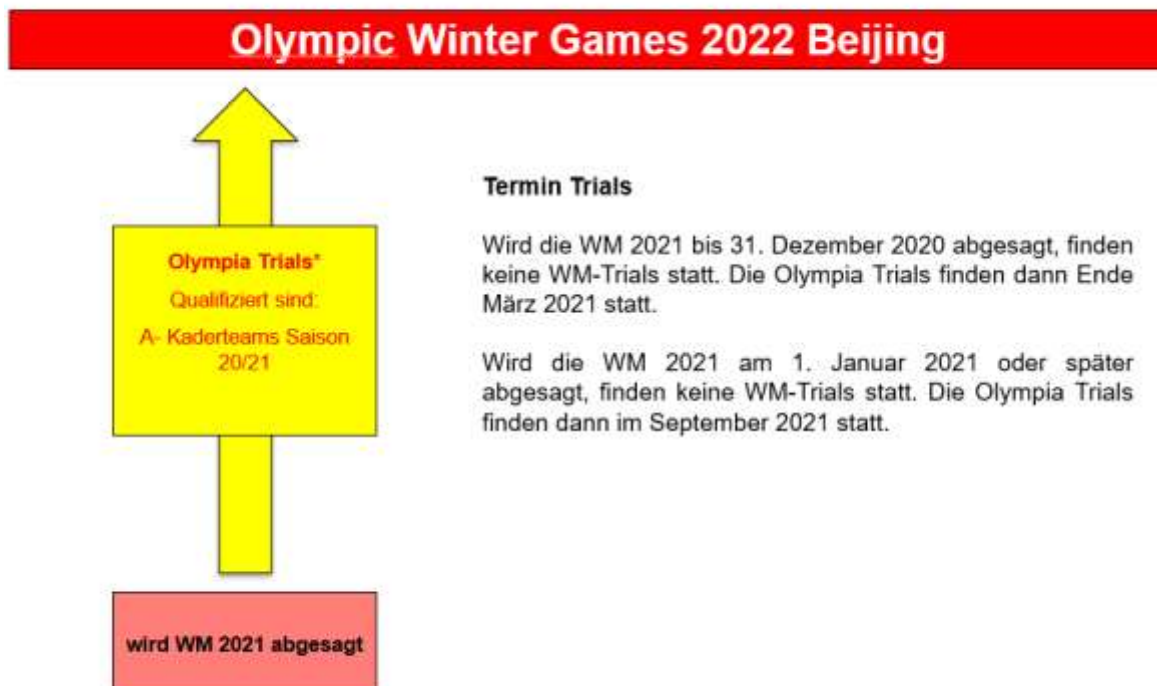 Olympic Winter Games 2022 Beijing
Olympia Trials*
Qualifiziert sind:
A- Kaderteams Saison
20/21
wird WM 2021 abgesagt
Termin Trials
Wird die WM 2021 bis 31. Dezember 2020 abgesagt, finden
keine WM-Trials statt. Die Olympia Trials finden dann Ende
März 2021 statt.
Wird die WM 2021 am 1. Januar 2021 oder später
abgesagt, finden keine WM-Trials statt. Die Olympia Trials
finden dann im September 2021 statt.